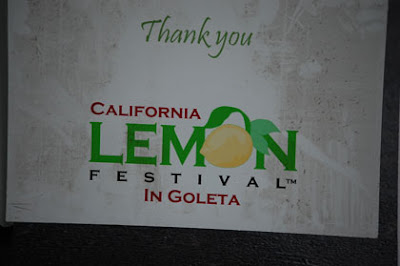 Thank you
CALIFORNIA
LEMON
FESTIVAL™
IN GOLETA